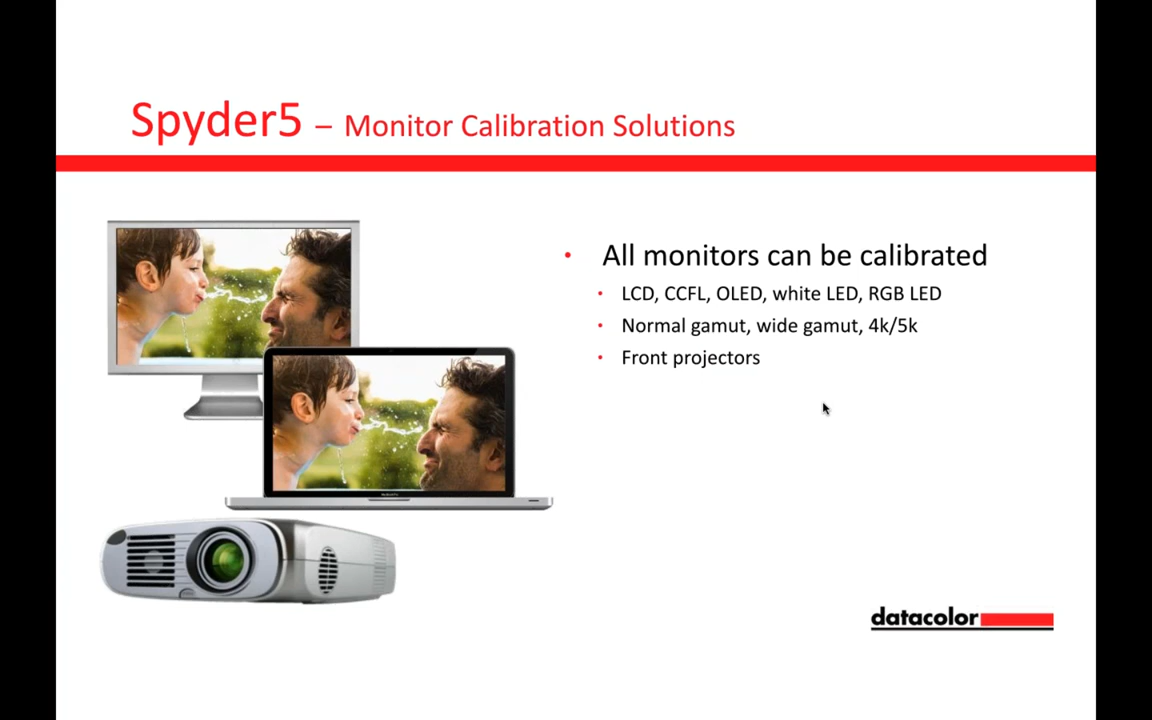 Spyder5 – Monitor Calibration Solutions
• All monitors can be calibrated
• LCD, CCFL, OLED, white LED, RGB LED
• Normal gamut, wide gamut, 4k/5k
• Front projectors
datacolor